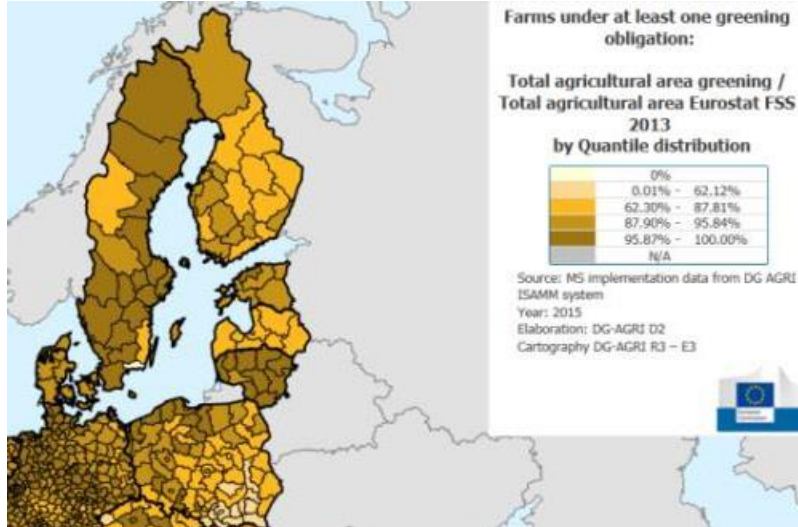 Farms under at least one greening
obligation:
Total agricultural area greening /
Total agricultural area Eurostat FSS
2013
by Quantile distribution
0%
0.01% - 62.12%
62.30% - 87.81%
87.90% - 95.84%
95.87% - 100.00%
N/A
Source: MS implementation data from DG AGRI
ISAMM system
Year: 2015
Elaboration: DG-AGRI D2
Cartography DG-AGRI R3 – E3
European
Commission